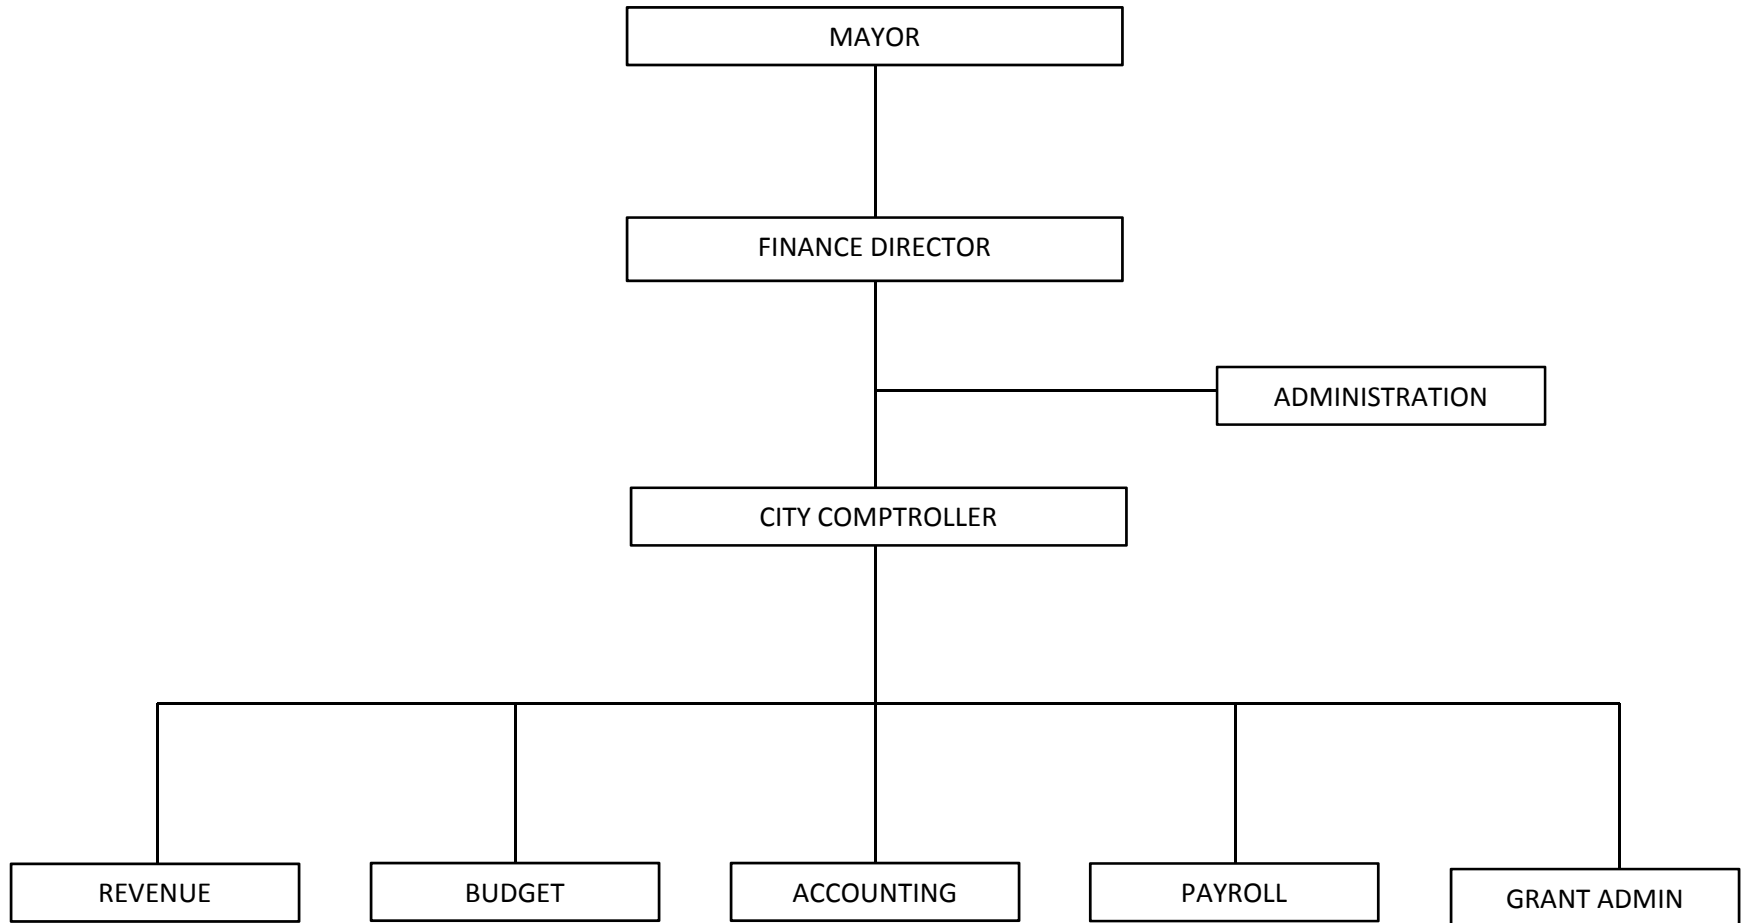 MAYOR
FINANCE DIRECTOR
ADMINISTRATION
CITY COMPTROLLER
REVENUE
BUDGET
ACCOUNTING
PAYROLL
GRANT ADMIN